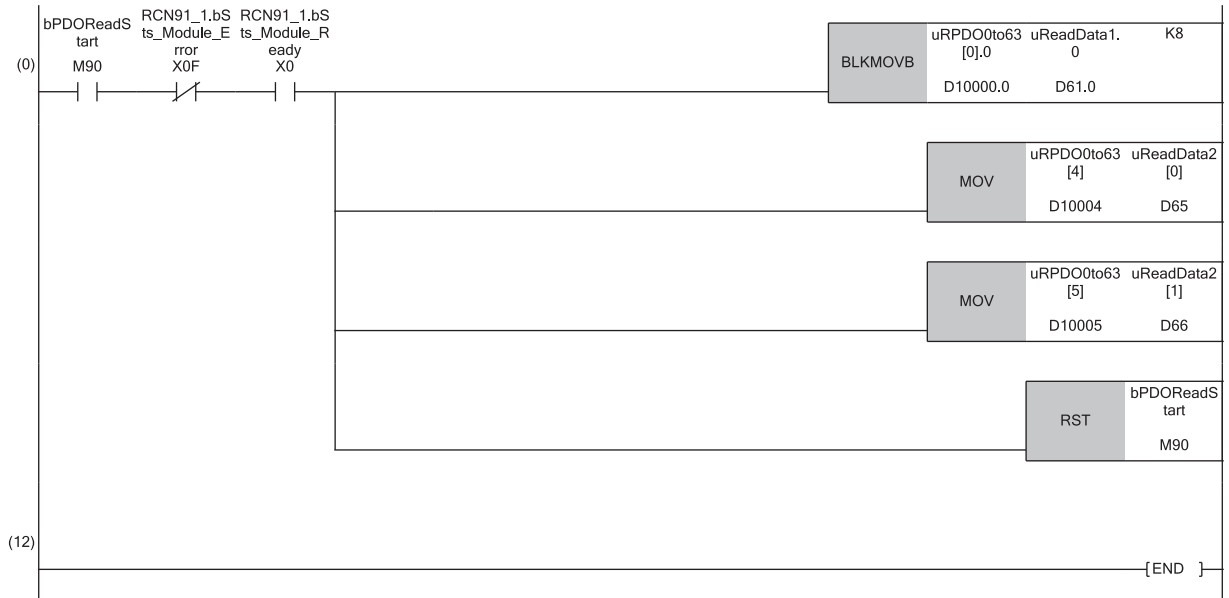 bPDOReadS
tart
M90
RCN91_1.bS
ts_Module_E
rror
X0F
RCN91_1.bS
ts_Module_R
eady
X0
(0)
BLKMOVB
uRPDO0to63
[0].0
D10000.0
uReadData1.
0
D61.0
K8
MOV
uRPDO0to63
[4]
D10004
uReadData2
[0]
D65
MOV
uRPDO0to63
[5]
D10005
uReadData2
[1]
D66
RST
bPDOReadS
tart
M90
(12)
[END ]